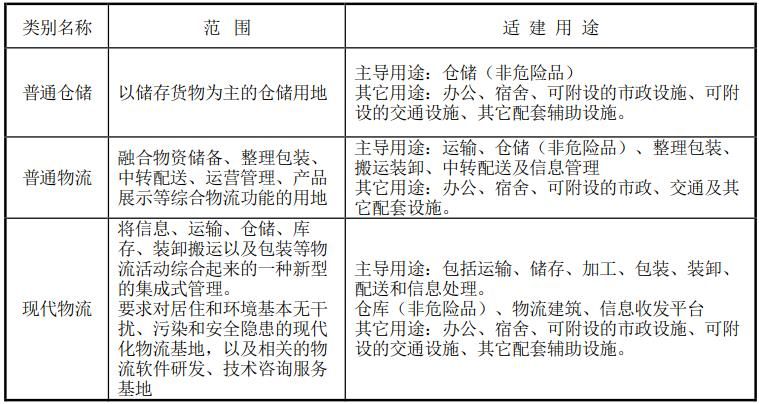 类别名称
范 围
适 建 用 途
普通仓储
以储存货物为主的仓储用地
主导用途：仓储（非危险品）
其它用途：办公、宿舍、可附设的市政设施、可附
设的交通设施、其它配套辅助设施。
普通物流
融合物资储备、整理包装、
中转配送、运营管理、产品
展示等综合物流功能的用地
主导用途：运输、仓储（非危险品）、整理包装、
搬运装卸、中转配送及信息管理
其它用途：办公、宿舍、可附设的市政、交通及其
它配套设施。
现代物流
将信息、运输、仓储、库
存、装卸搬运以及包装等物
流活动综合起来的一种新型
的集成式管理。
要求对居住和环境基本无干
扰、污染和安全隐患的现代
化物流基地，以及相关的物
流软件研发、技术咨询服务
基地
主导用途：包括运输、储存、加工、包装、装卸、
配送和信息处理。
仓库（非危险品）、物流建筑、信息收发平台
其它用途：办公、宿舍、可附设的市政设施、可附
设的交通设施、其它配套辅助设施。